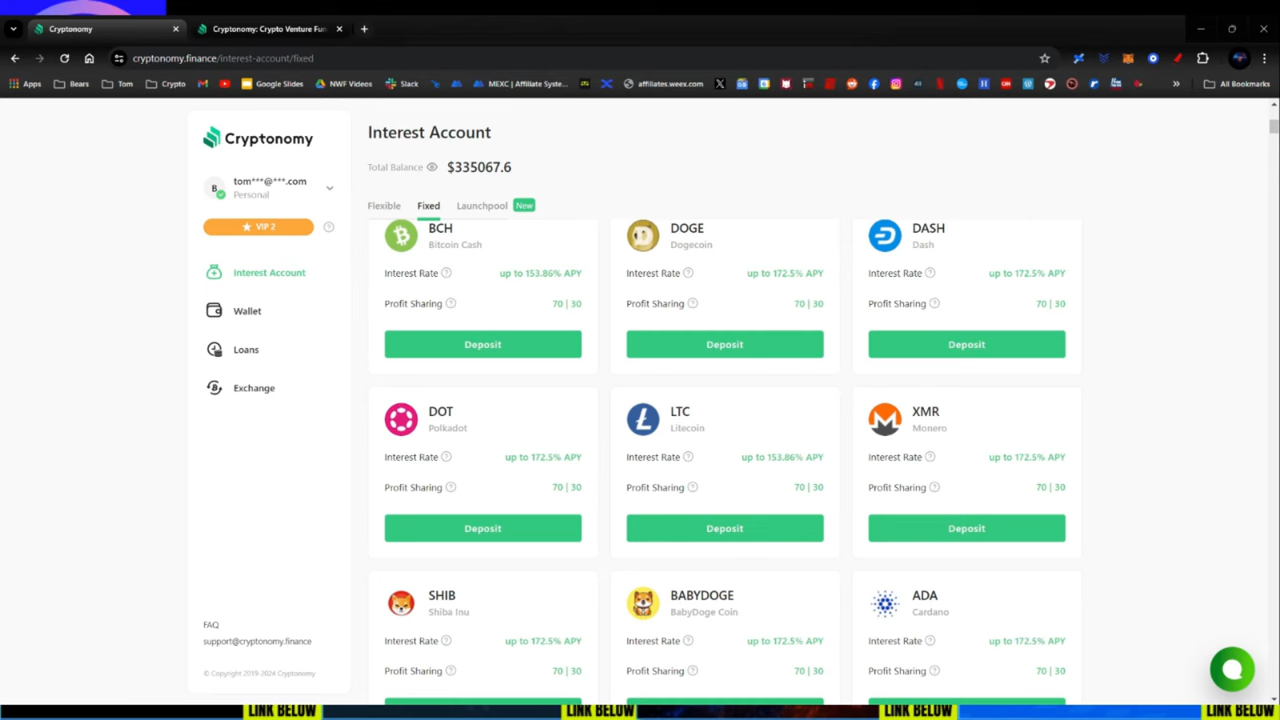 Cryptonomy
Cryptonomy: Crypto Venture Fun
cryptonomy.finance/interest-account/fixed
Apps
Bears
Tom
Crypto
Google Slides
NWF Videos
Slack
MEXC | Affiliate Syste...
affiliates.weex.com
All Bookmarks
Cryptonomy
B
tom***@***.com
Personal
VIP 2
Interest Account
Wallet
Loans
Exchange
FAQ
support@cryptonomy.finance
© Copyright 2019-2024 Cryptonomy
Interest Account
Total Balance $335067.6
Flexible Fixed Launchpool New
BCH
Bitcoin Cash
Interest Rate up to 153.86% APY
Profit Sharing 70 | 30
Deposit
DOGE
Dogecoin
Interest Rate up to 172.5% APY
Profit Sharing 70 | 30
Deposit
DASH
Dash
Interest Rate up to 172.5% APY
Profit Sharing 70 | 30
Deposit
DOT
Polkadot
Interest Rate up to 172.5% APY
Profit Sharing 70 | 30
Deposit
LTC
Litecoin
Interest Rate up to 153.86% APY
Profit Sharing 70 | 30
Deposit
XMR
Monero
Interest Rate up to 172.5% APY
Profit Sharing 70 | 30
Deposit
SHIB
Shiba Inu
Interest Rate up to 172.5% APY
Profit Sharing 70 | 30
BABYDOGE
BabyDoge Coin
Interest Rate up to 172.5% APY
Profit Sharing 70 | 30
ADA
Cardano
Interest Rate up to 172.5% APY
Profit Sharing 70 | 30
LINK BELOW LINK BELOW LINK BELOW LINK BELOW